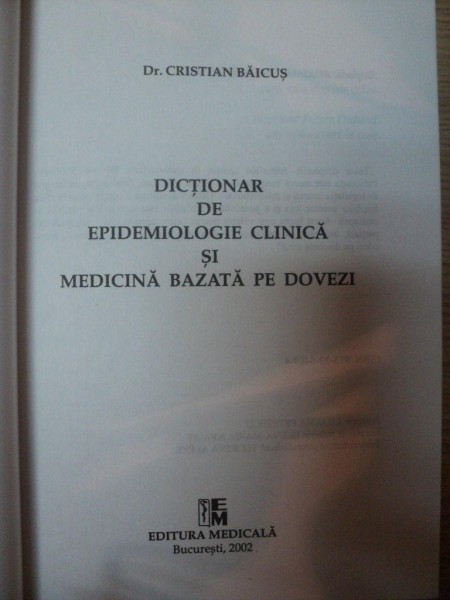 Dr. CRISTIAN BĂICUȘ
DICȚIONAR
DE
EPIDEMIOLOGIE CLINICĂ
ȘI
MEDICINĂ BAZATĂ PE DOVEZI
EM
EDITURA MEDICALĂ
București, 2002